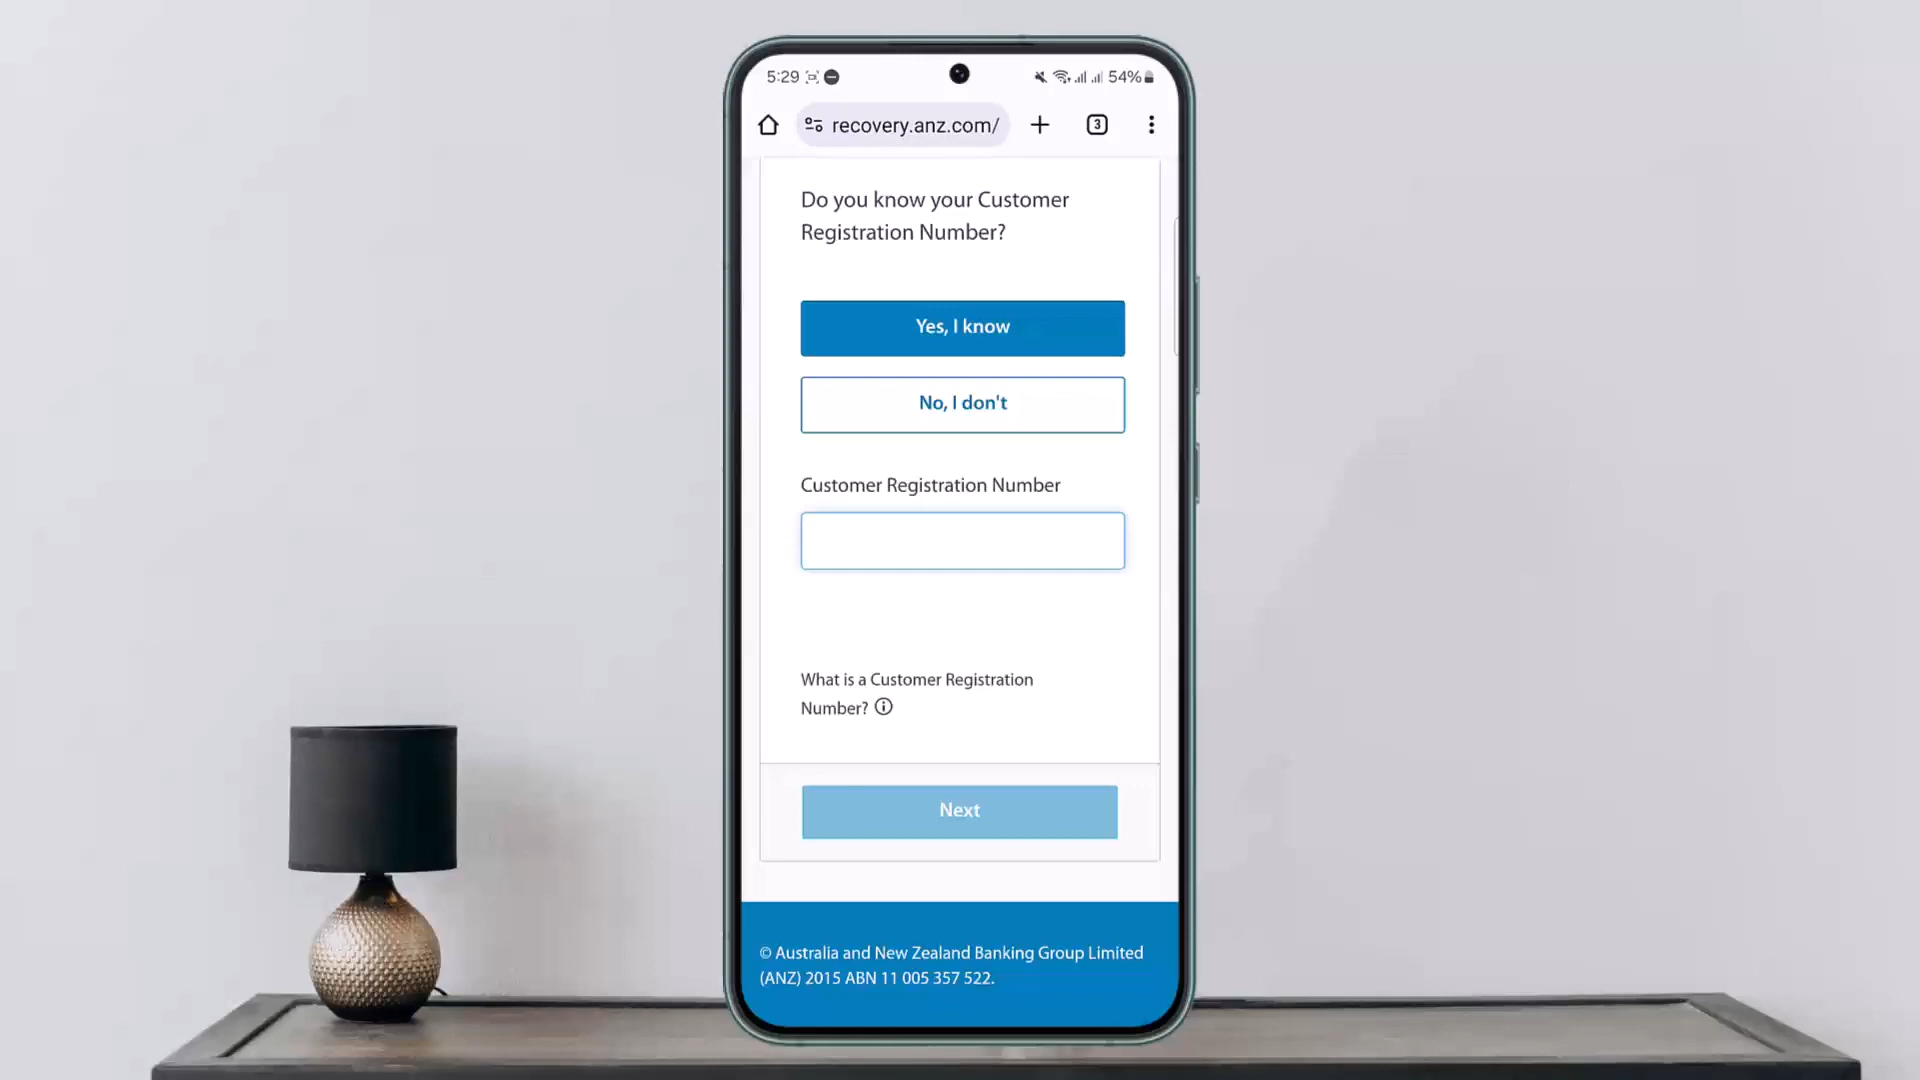 5:29 54%
recovery.anz.com/ 3
Do you know your Customer
Registration Number?
Yes, I know
No, I don't
Customer Registration Number
What is a Customer Registration
Number?
Next
© Australia and New Zealand Banking Group Limited
(ANZ) 2015 ABN 11 005 357 522.